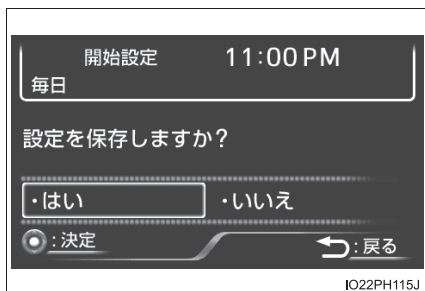 開始設定 11:00 PM
毎日
設定を保存しますか？
・はい ・いいえ
:決定 :戻る
IO22PH115J